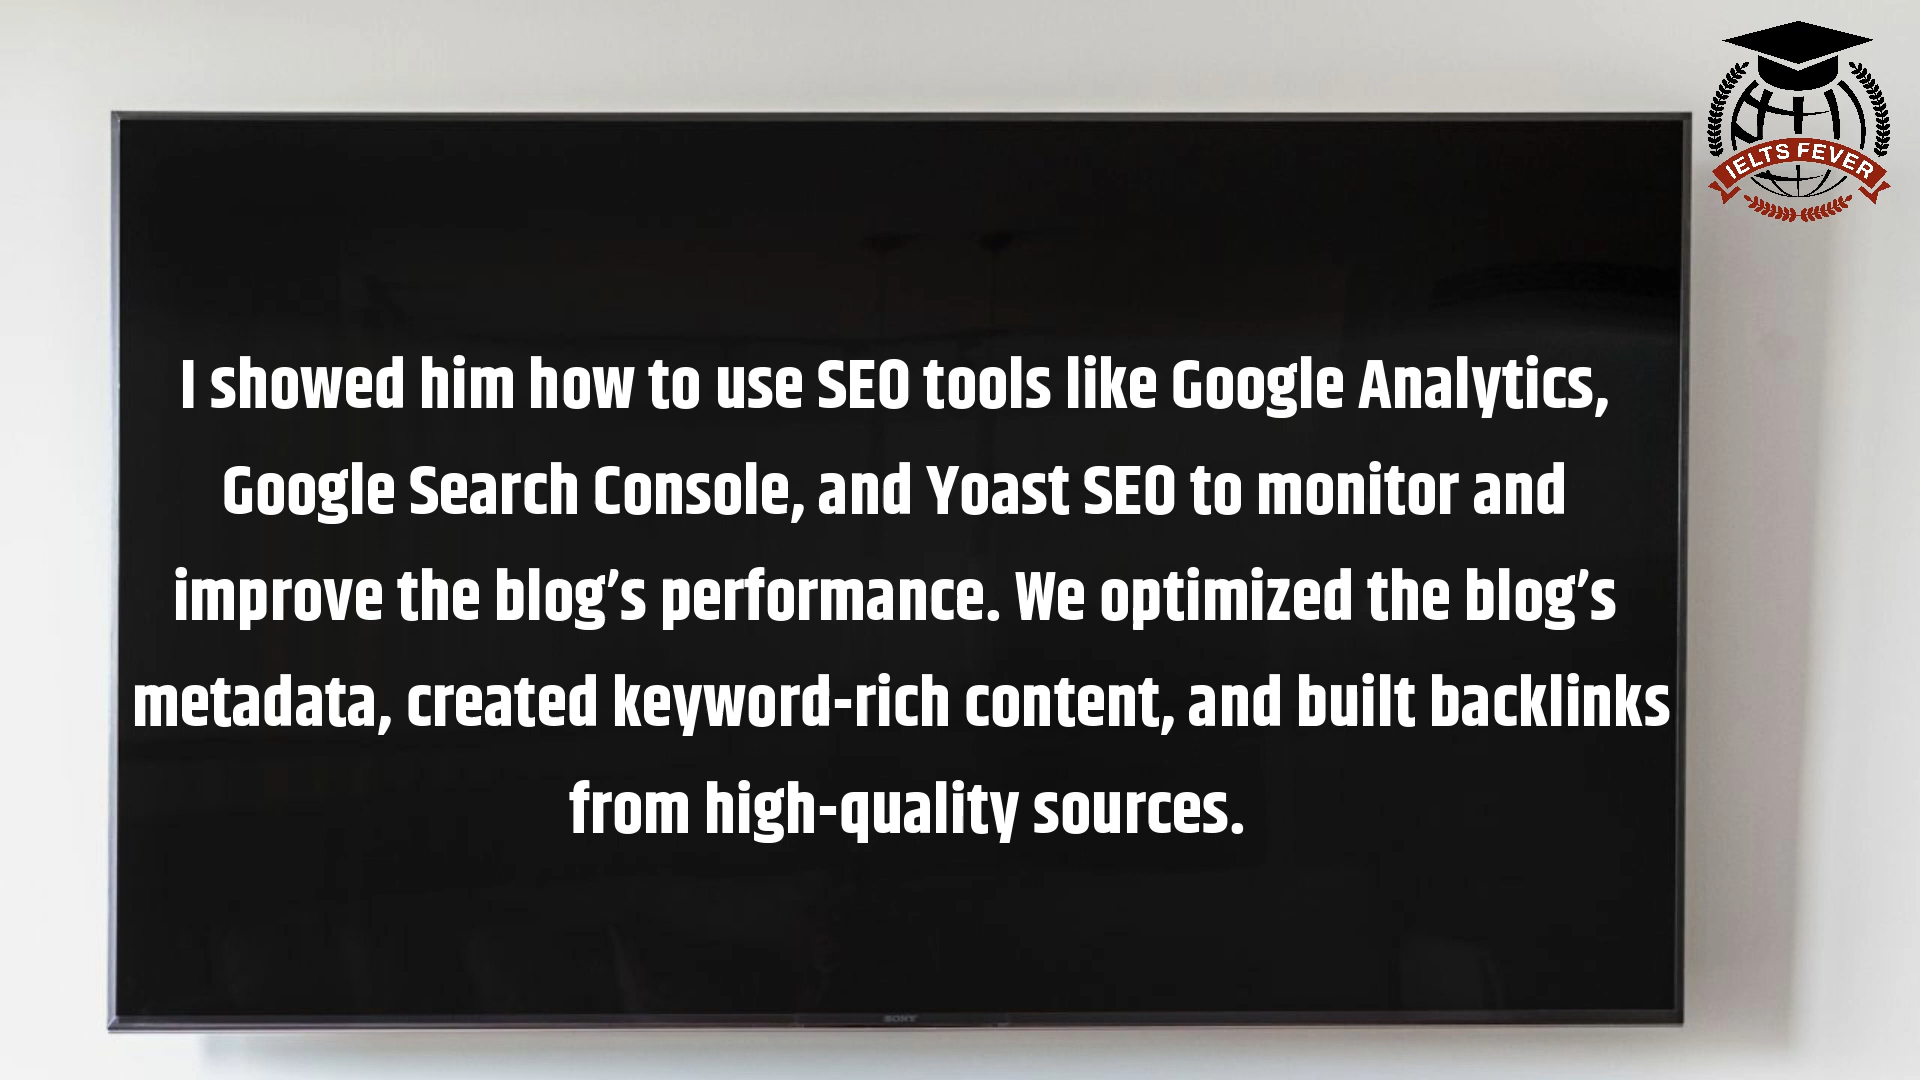 IELTS FEVER
I showed him how to use SEO tools like Google Analytics,
Google Search Console, and Yoast SEO to monitor and
improve the blog’s performance. We optimized the blog’s
metadata, created keyword-rich content, and built backlinks
from high-quality sources.
SONY